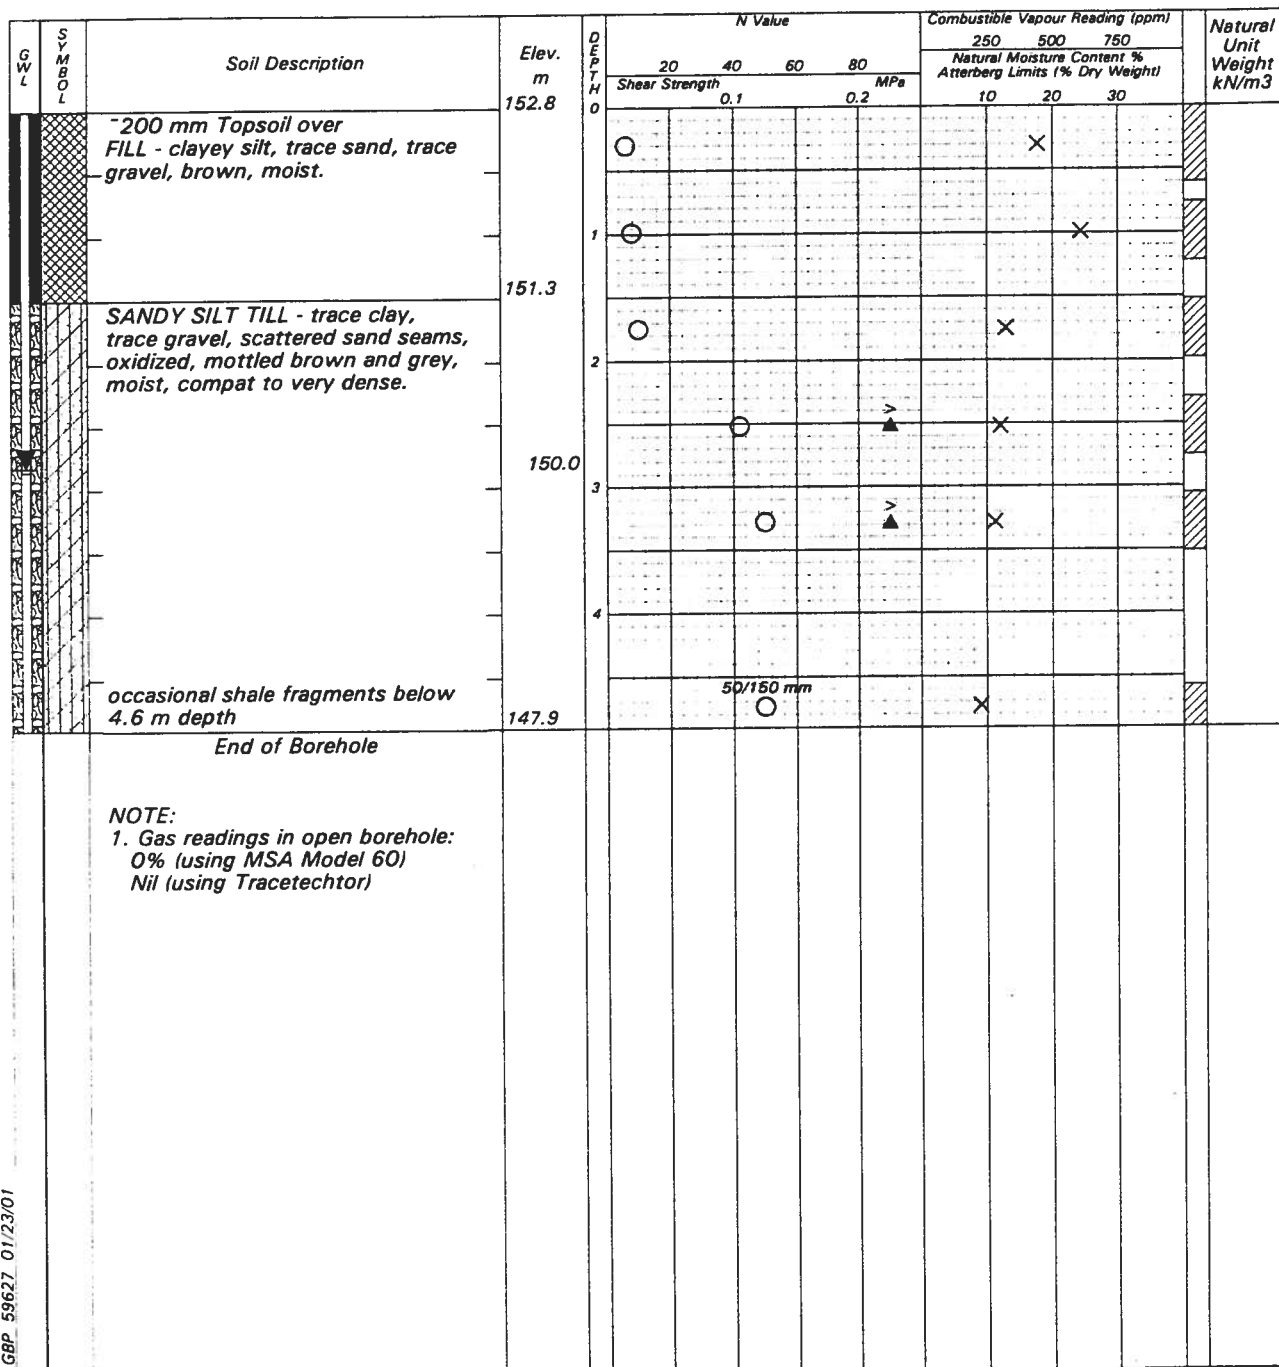 GWL
SYMBOL
Soil Description
Elev.
m
152.8
DEPTH
N Value
20 40 60 80
Shear Strength MPa
0.1 0.2
Combustible Vapour Reading (ppm)
250 500 750
Natural Moisture Content %
Atterberg Limits (% Dry Weight)
10 20 30
Natural
Unit
Weight
kN/m3
0
~200 mm Topsoil over
FILL - clayey silt, trace sand, trace
gravel, brown, moist.
1
151.3
SANDY SILT TILL - trace clay,
trace gravel, scattered sand seams,
oxidized, mottled brown and grey,
moist, compat to very dense.
2
150.0
3
4
occasional shale fragments below
4.6 m depth
50/150 mm
147.9
End of Borehole
NOTE:
1. Gas readings in open borehole:
0% (using MSA Model 60)
Nil (using Tracetechtor)
GBP 59627 01/23/01